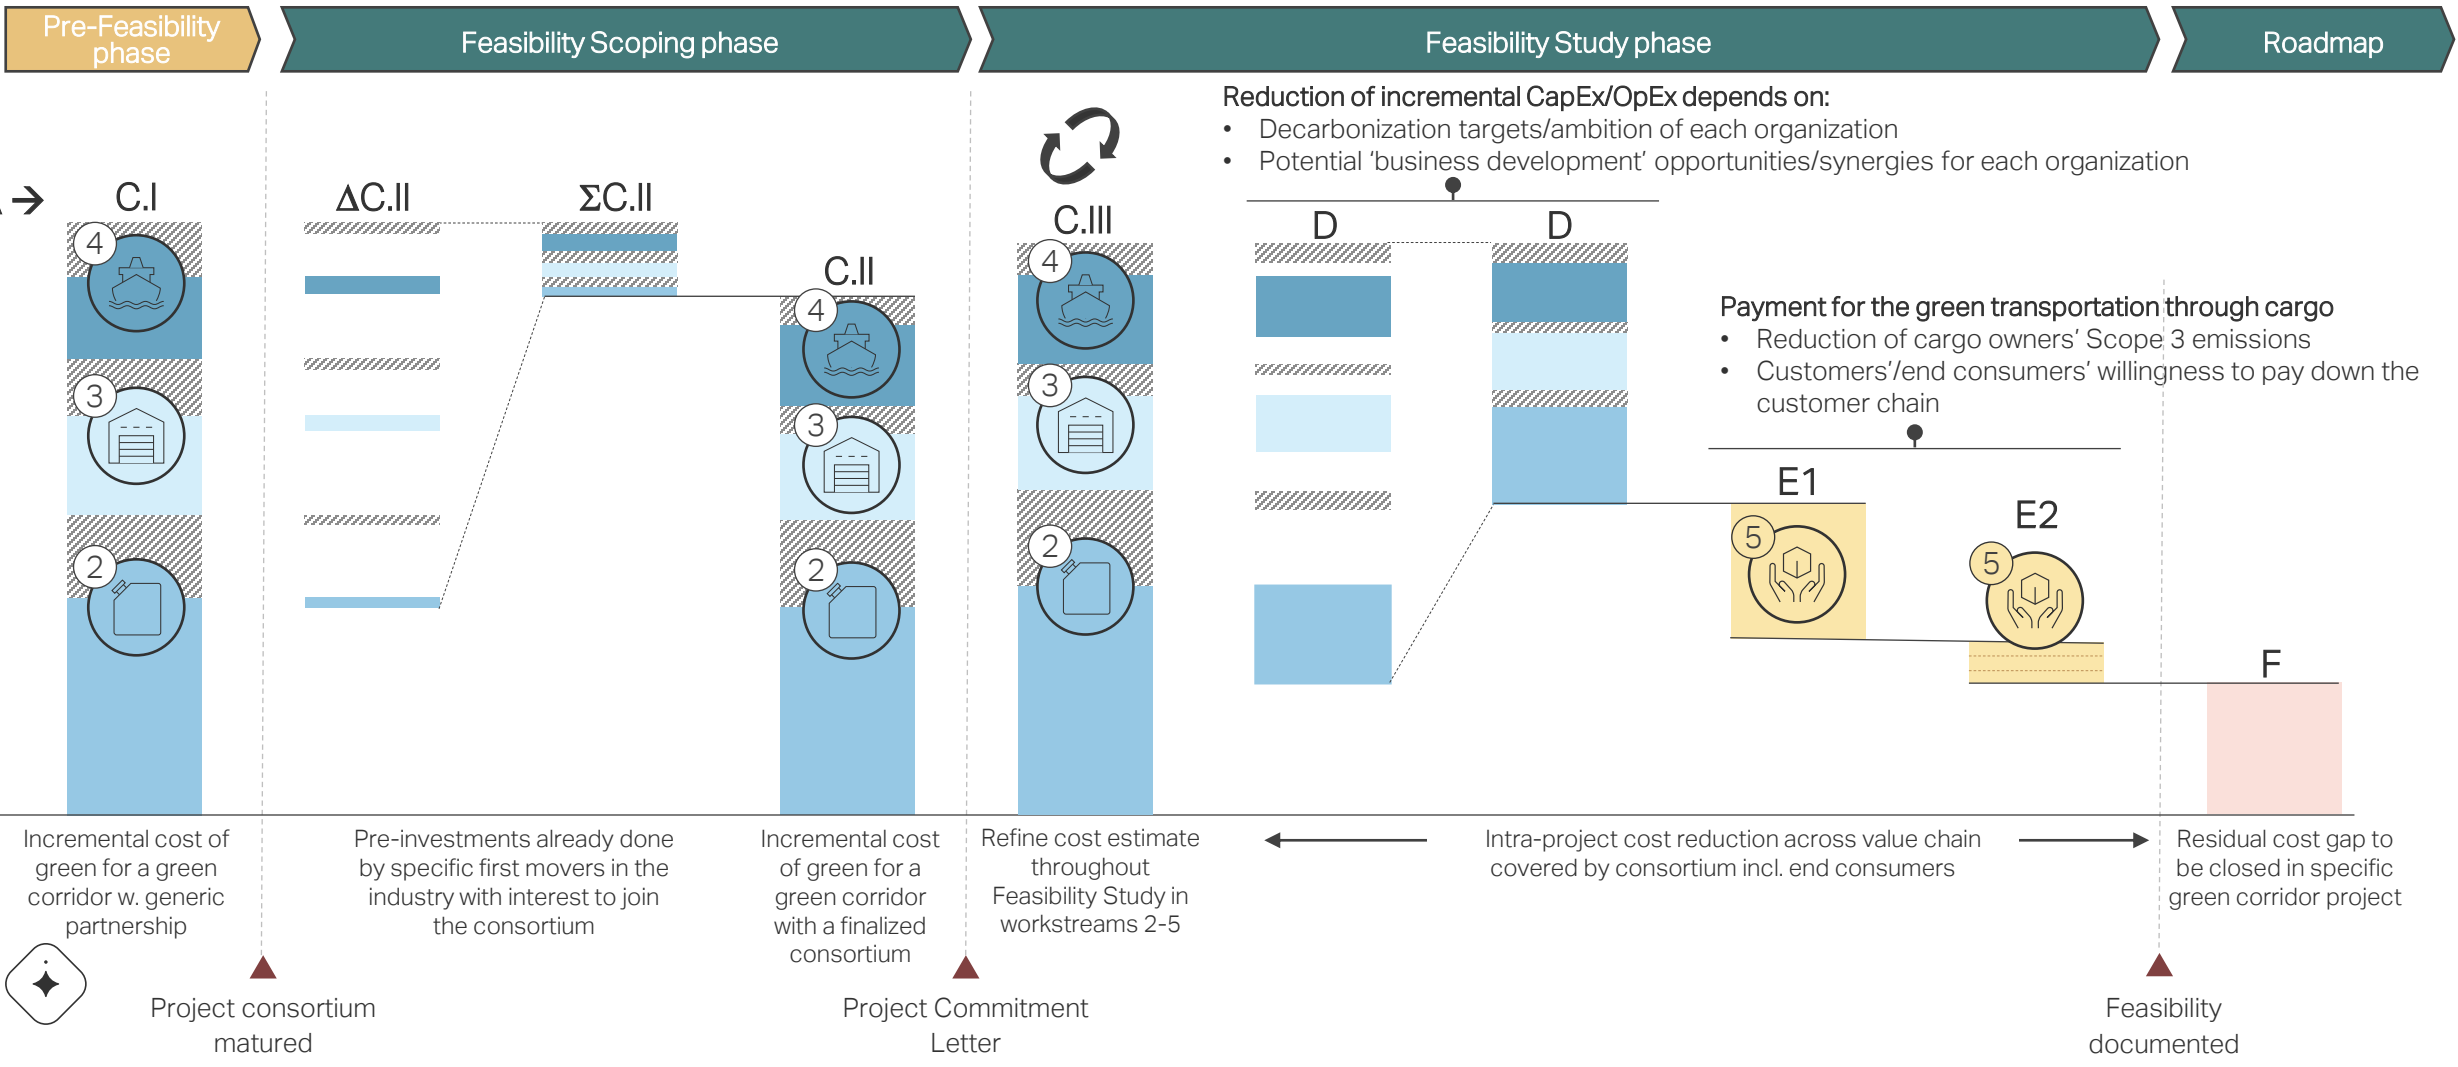 Pre-Feasibility
phase
Feasibility Scoping phase
Feasibility Study phase
Roadmap
Reduction of incremental CapEx/OpEx depends on:
• Decarbonization targets/ambition of each organization
• Potential ‘business development’ opportunities/synergies for each organization
→
C.I
ΔC.II
ΣC.II
C.II
C.III
D
D
Payment for the green transportation through cargo
• Reduction of cargo owners’ Scope 3 emissions
• Customers’/end consumers’ willingness to pay down the
customer chain
E1
E2
F
4
3
2
4
3
2
4
3
2
5
5
Incremental cost of
green for a green
corridor w. generic
partnership
Pre-investments already done
by specific first movers in the
industry with interest to join
the consortium
Incremental cost
of green for a
green corridor
with a finalized
consortium
Refine cost estimate
throughout
Feasibility Study in
workstreams 2-5
Intra-project cost reduction across value chain
covered by consortium incl. end consumers
Residual cost gap to
be closed in specific
green corridor project
Project consortium
matured
Project Commitment
Letter
Feasibility
documented